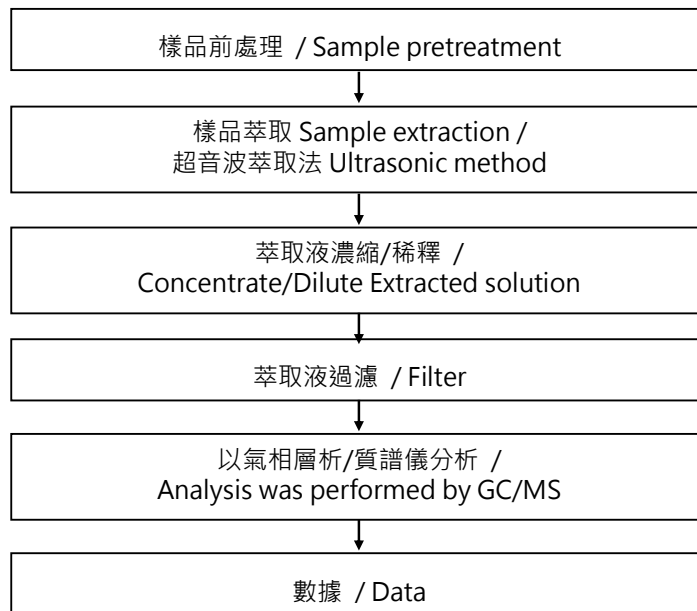 樣品前處理 / Sample pretreatment
樣品萃取 Sample extraction /
超音波萃取法 Ultrasonic method
萃取液濃縮/稀釋 /
Concentrate/Dilute Extracted solution
萃取液過濾 / Filter
以氣相層析/質譜儀分析 /
Analysis was performed by GC/MS
數據 / Data